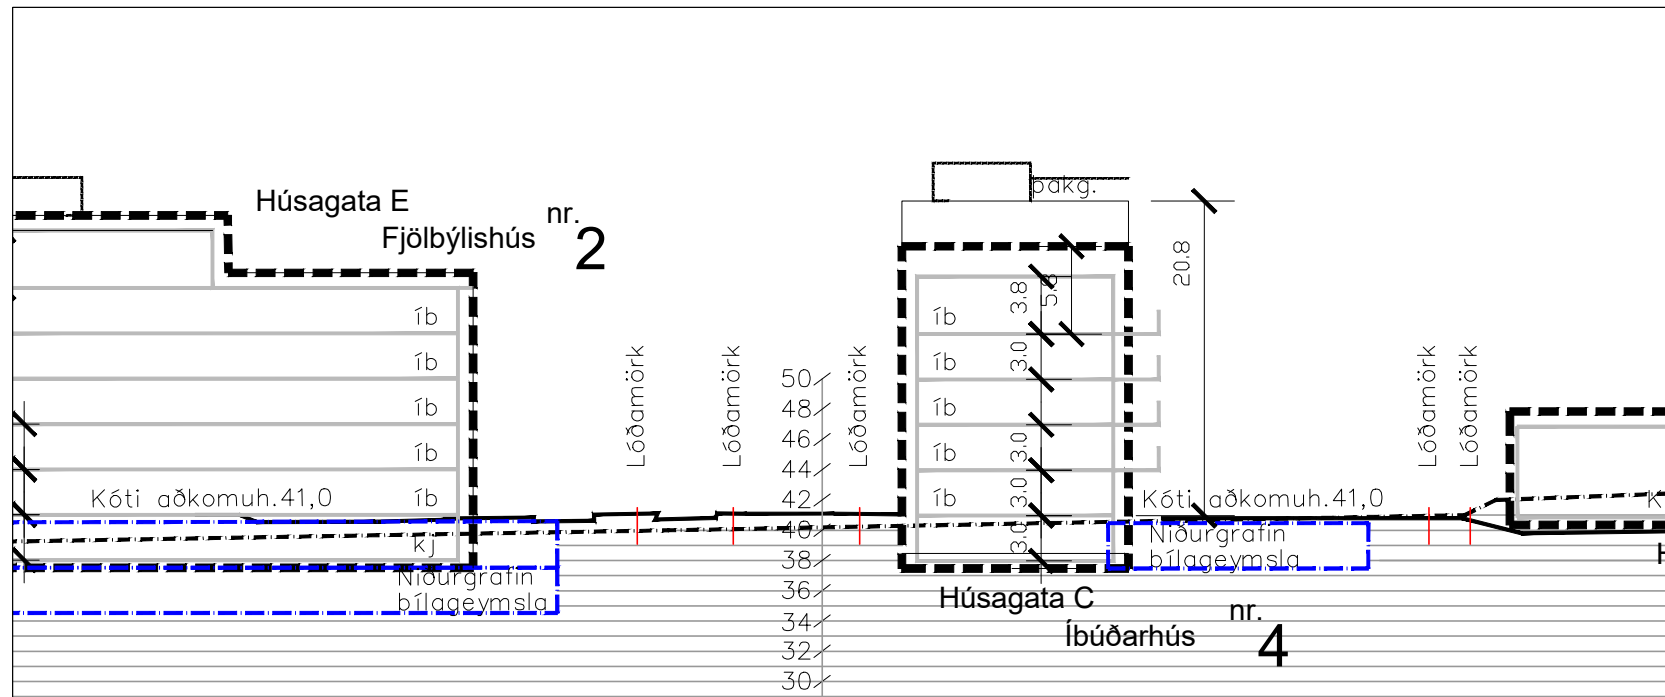 Húsagata E
nr.
Fjölbýlishús
2
íb
íb
íb
íb
Kóti aðkomuh.41,0
íb
kj
Niðurgrafin
bílageymsla
Lóðamörk
Lóðamörk
Lóðamörk
50
48
46
44
42
40
38
36
34
32
30
þakg.
20.8
3.8
5.8
íb
3.0
íb
íb
íb
3.0
íb
3.0
3.0
Kóti aðkomuh.41,0
Niðurgrafin
bílageymsla
Húsagata C
nr.
Íbúðarhús
4
Lóðamörk
Lóðamörk
K